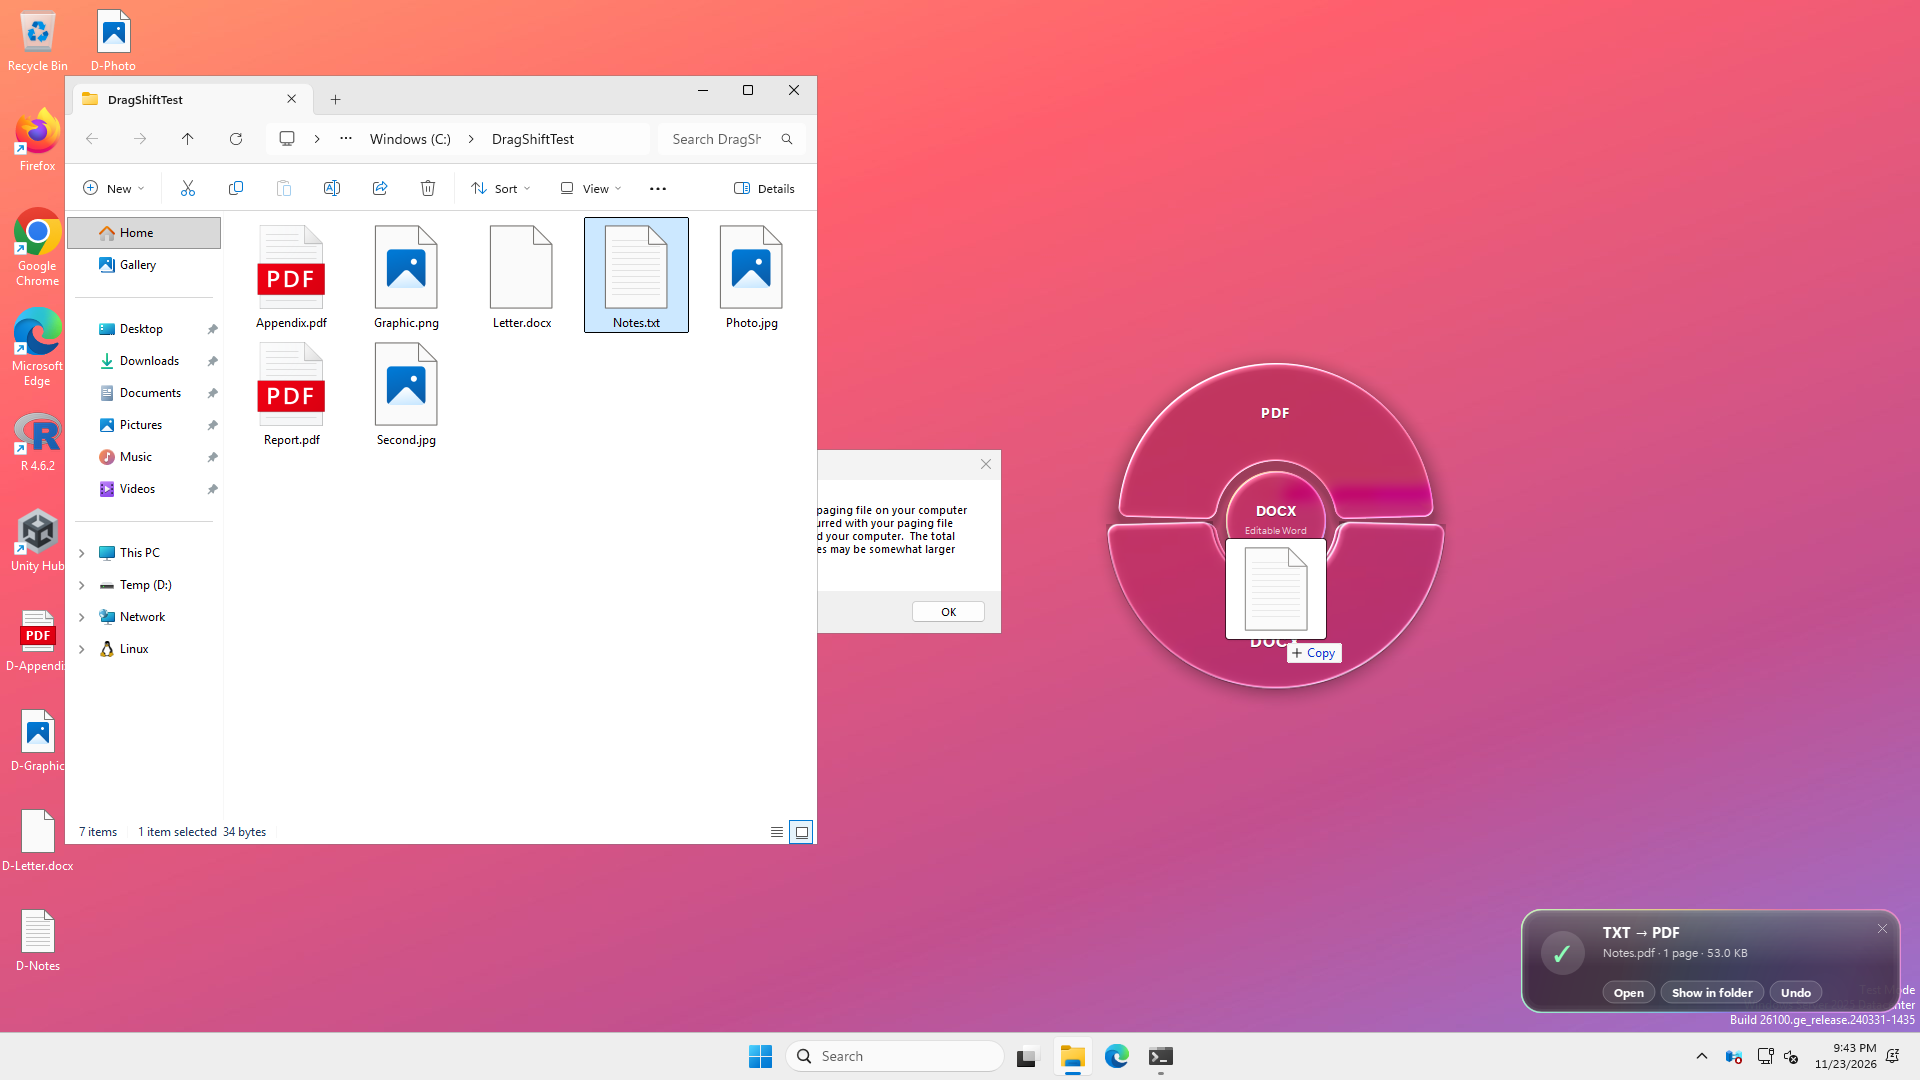 Recycle Bin
D-Photo
Firefox
Google
Chrome
Microsoft
Edge
R 4.6.2
Unity Hub
D-Appendi
D-Graphic
D-Letter.docx
D-Notes
DragShiftTest
Windows (C:)
DragShiftTest
Search DragSh
New
Sort
View
Details
Home
Gallery
Desktop
Downloads
Documents
Pictures
Music
Videos
This PC
Temp (D:)
Network
Linux
PDF
Appendix.pdf
Graphic.png
Letter.docx
Notes.txt
Photo.jpg
PDF
Report.pdf
Second.jpg
7 items
1 item selected 34 bytes
paging file on your computer
urred with your paging file
d your computer. The total
es may be somewhat larger
OK
PDF
DOCX
Editable Word
DOCX
+ Copy
TXT → PDF
Notes.pdf · 1 page · 53.0 KB
Open
Show in folder
Undo
Build 26100.ge_release.240331-1435
PDF
Search
9:43 PM
11/23/2026